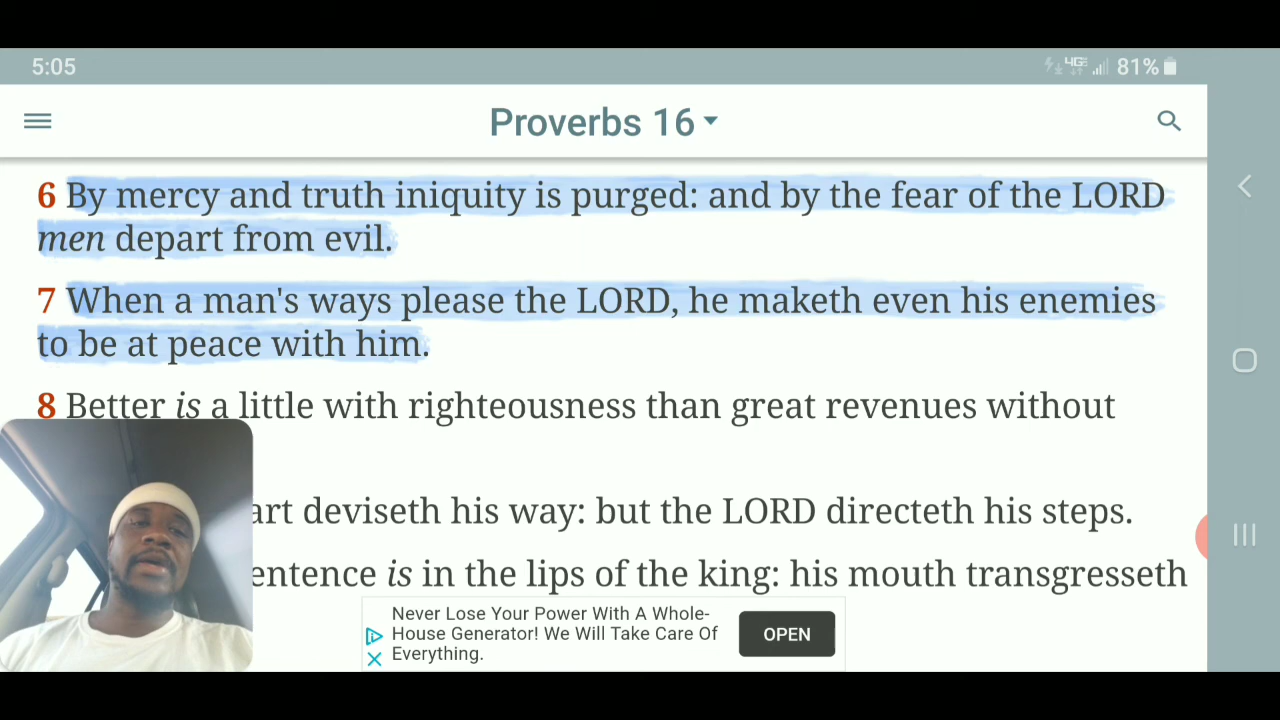 5:05
4GE 81%
Proverbs 16
6 By mercy and truth iniquity is purged: and by the fear of the LORD
men depart from evil.
7 When a man's ways please the LORD, he maketh even his enemies
to be at peace with him.
8 Better is a little with righteousness than great revenues without
art deviseth his way: but the LORD directeth his steps.
entence is in the lips of the king: his mouth transgresseth
Never Lose Your Power With A Whole-
House Generator! We Will Take Care Of
Everything.
OPEN